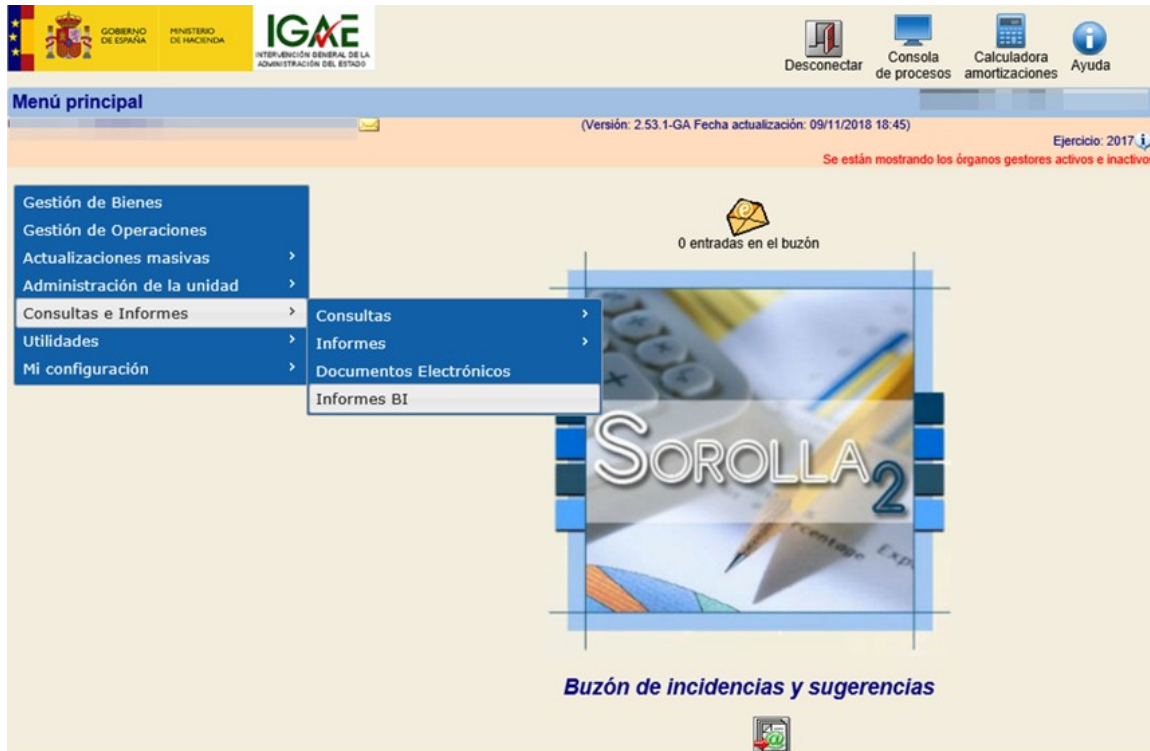 GOBIERNO
DE ESPAÑA
MINISTERIO
DE HACIENDA
IGAE
INTERVENCIÓN GENERAL DE LA
ADMINISTRACIÓN DEL ESTADO
Desconectar
Consola
de procesos
Calculadora
amortizaciones
Ayuda
Menú principal
(Versión: 2.53.1-GA Fecha actualización: 09/11/2018 18:45)
Ejercicio: 2017
Se están mostrando los órganos gestores activos e inactivo
Gestión de Bienes
Gestión de Operaciones
Actualizaciones masivas
Administración de la unidad
Consultas e Informes
Utilidades
Mi configuración
Consultas
Informes
Documentos Electrónicos
Informes BI
0 entradas en el buzón
SOROLLA2
Percentage
Buzón de incidencias y sugerencias